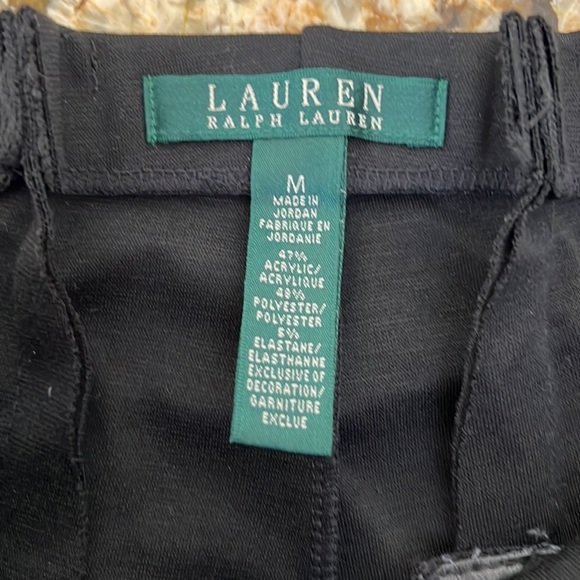 LAUREN
RALPH LAUREN
M
MADE IN
JORDAN
FABRIQUE EN
JORDANIE
47%
ACRYLIC/
ACRYLIQUE
48%
POLYESTER/
POLYESTER
5%
ELASTANE/
ELASTHANNE
EXCLUSIVE OF
DECORATION/
GARNITURE
EXCLUE